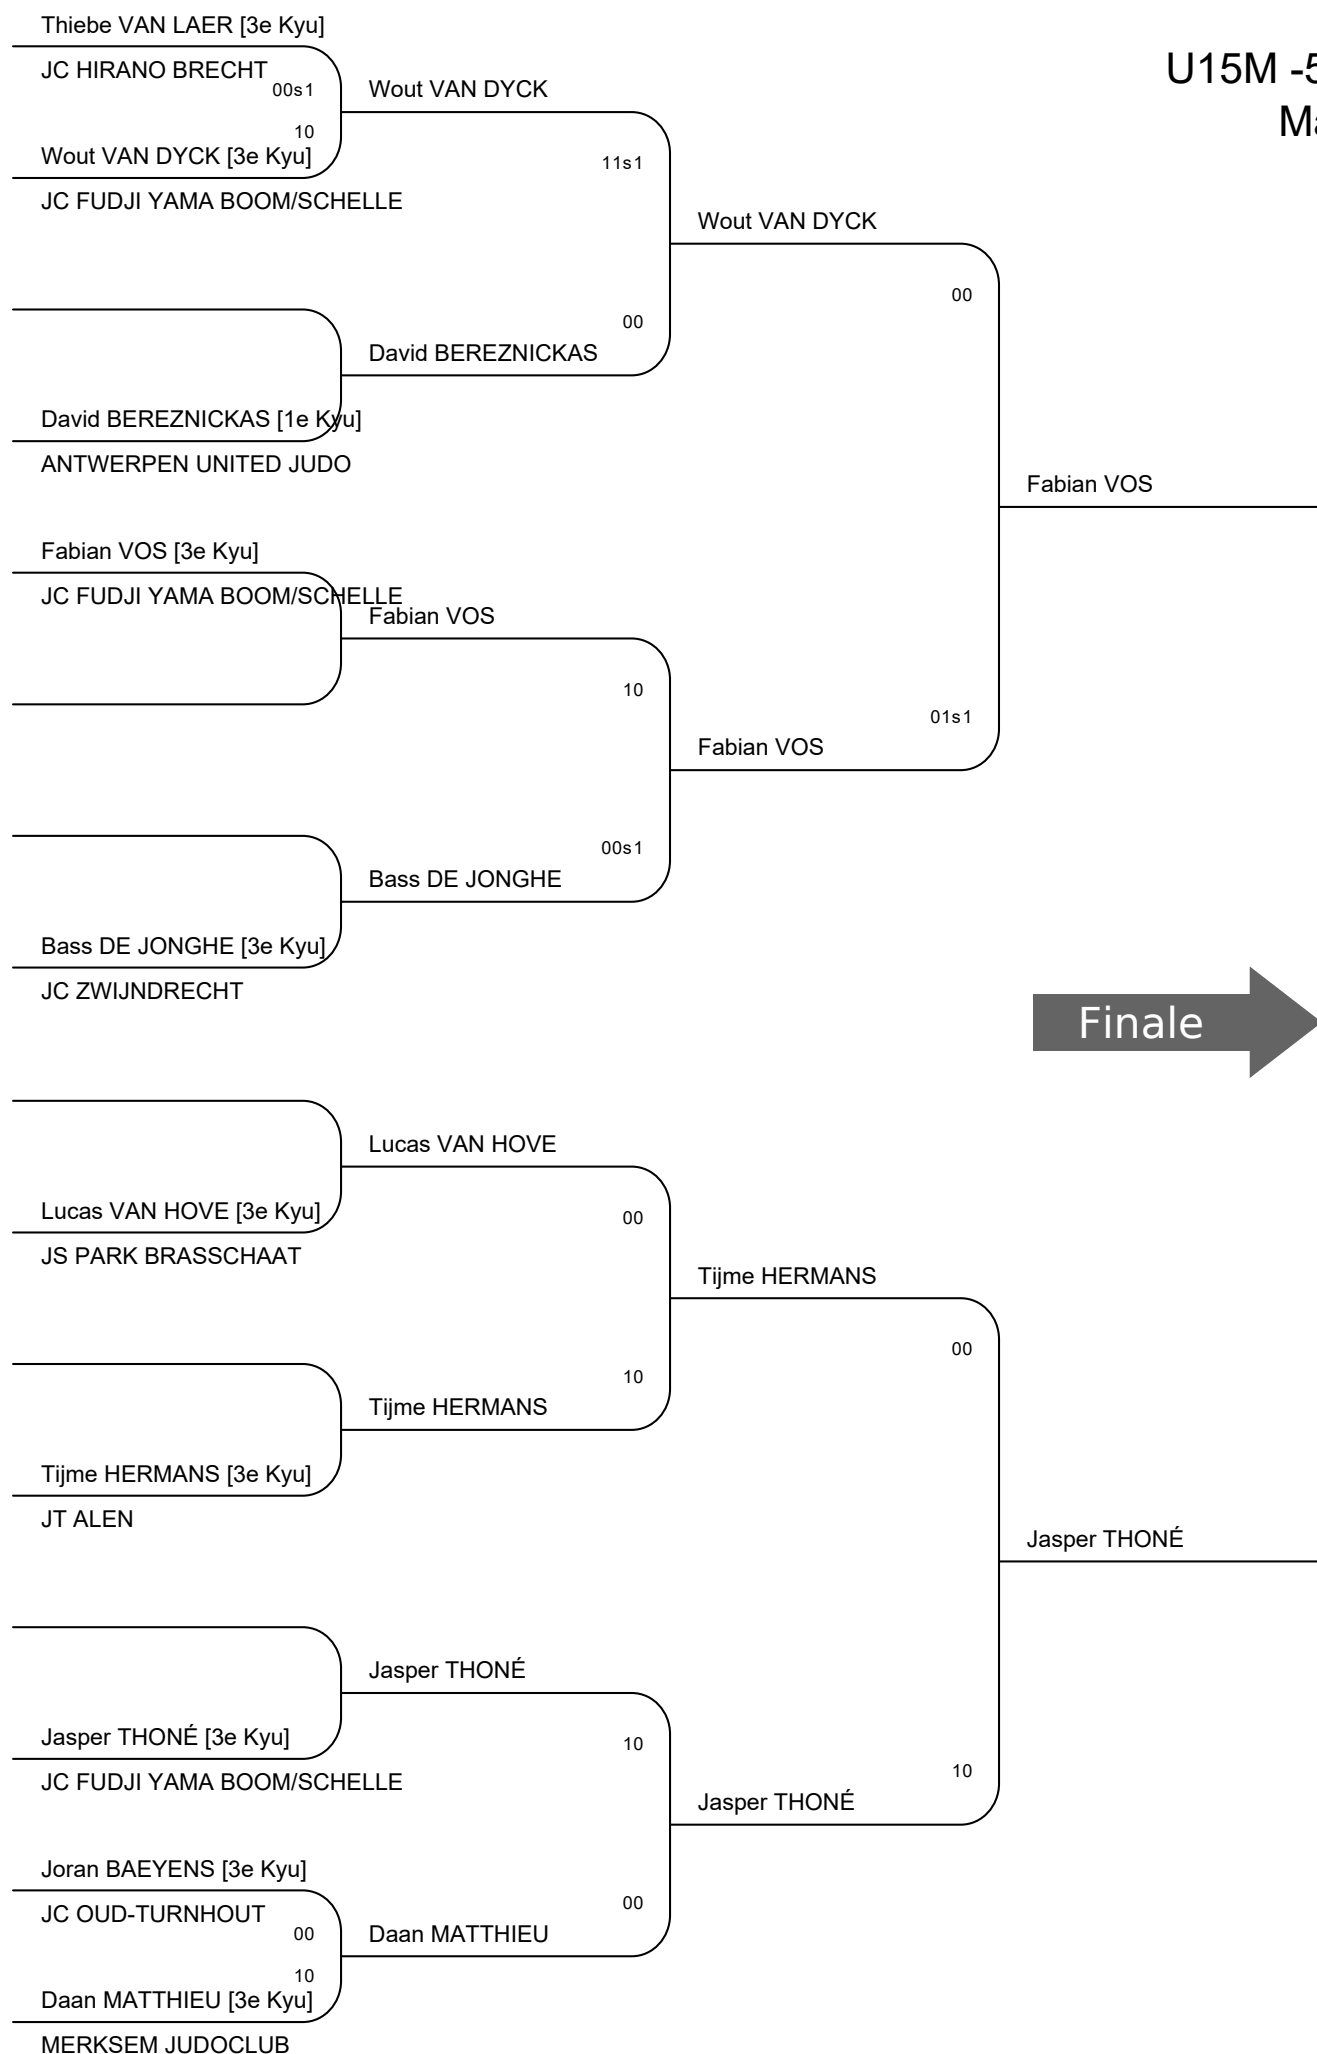 Thiebe VAN LAER [3e Kyu]
JC HIRANO BRECHT
00s1
10
Wout VAN DYCK [3e Kyu]
JC FUDJI YAMA BOOM/SCHELLE
David BEREZNICKAS [1e Kyu]
ANTWERPEN UNITED JUDO
Fabian VOS [3e Kyu]
JC FUDJI YAMA BOOM/SCHELLE
Bass DE JONGHE [3e Kyu]
JC ZWIJNDRECHT
Lucas VAN HOVE [3e Kyu]
JS PARK BRASSCHAAT
Tijme HERMANS [3e Kyu]
JT ALEN
Jasper THONÉ [3e Kyu]
JC FUDJI YAMA BOOM/SCHELLE
Joran BAEYENS [3e Kyu]
JC OUD-TURNHOUT
00
10
Daan MATTHIEU [3e Kyu]
MERKSEM JUDOCLUB
Wout VAN DYCK
11s1
00
David BEREZNICKAS
Fabian VOS
10
00s1
Bass DE JONGHE
Lucas VAN HOVE
00
10
Tijme HERMANS
Jasper THONÉ
10
00
Daan MATTHIEU
Wout VAN DYCK
00
01s1
Fabian VOS
Tijme HERMANS
00
10
Jasper THONÉ
U15M -5
Ma
Fabian VOS
Finale
Jasper THONÉ